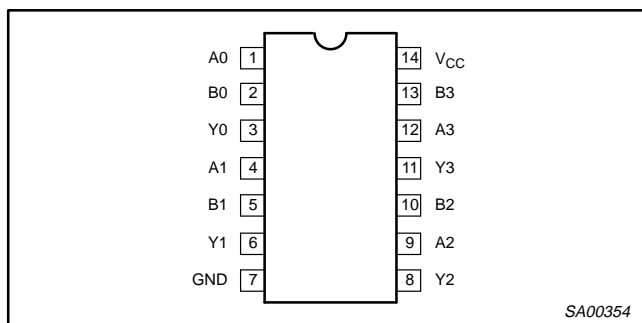 A0 1 14 VCC
B0 2 13 B3
Y0 3 12 A3
A1 4 11 Y3
B1 5 10 B2
Y1 6 9 A2
GND 7 8 Y2
SA00354